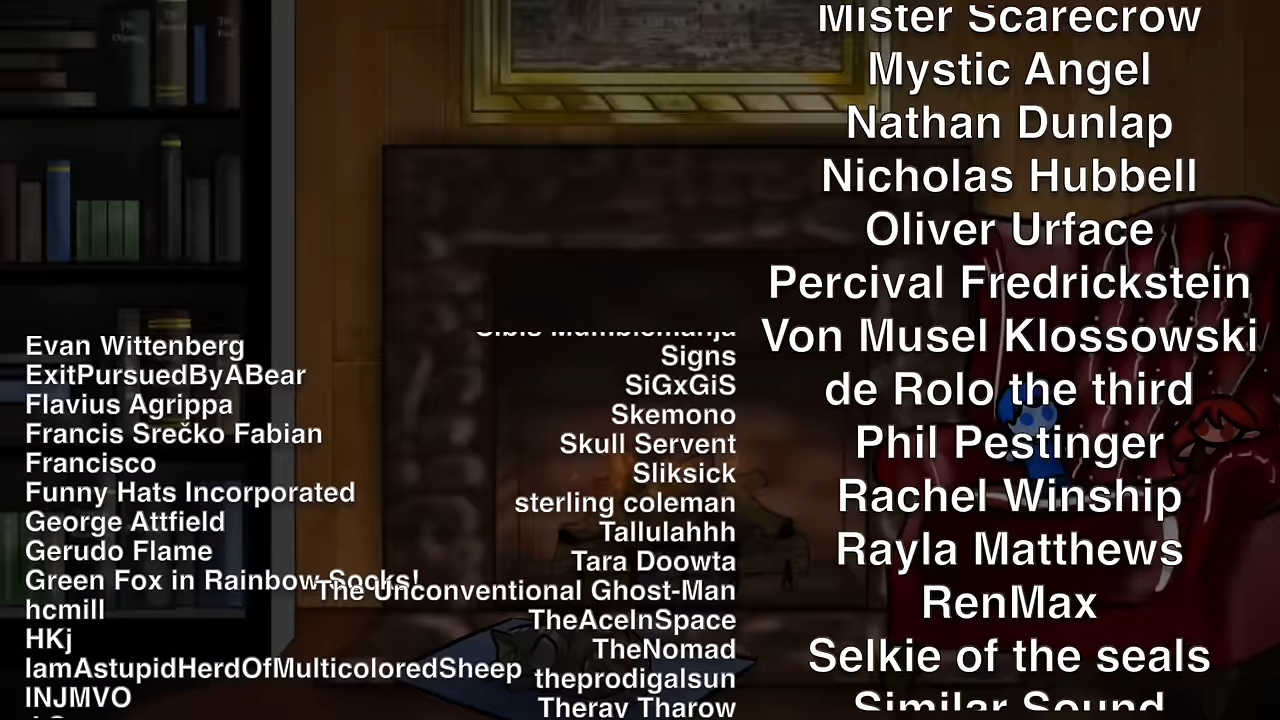 Evan Wittenberg
ExitPursuedByABear
Flavius Agrippa
Francis Srečko Fabian
Francisco
Funny Hats Incorporated
George Attfield
Gerudo Flame
Green Fox in Rainbow Socks!
hcmill
HKj
IamAstupidHerdOfMulticoloredSheep
INJMVO
Signs
SiGxGiS
Skemono
Skull Servent
Sliksick
sterling coleman
Tallulahhh
Tara Doowta
The Unconventional Ghost-Man
TheAceInSpace
TheNomad
theprodigalsun
Theray Tharow
Mister Scarecrow
Mystic Angel
Nathan Dunlap
Nicholas Hubbell
Oliver Urface
Percival Fredrickstein
Von Musel Klossowski
de Rolo the third
Phil Pestinger
Rachel Winship
Rayla Matthews
RenMax
Selkie of the seals
Similar Sound